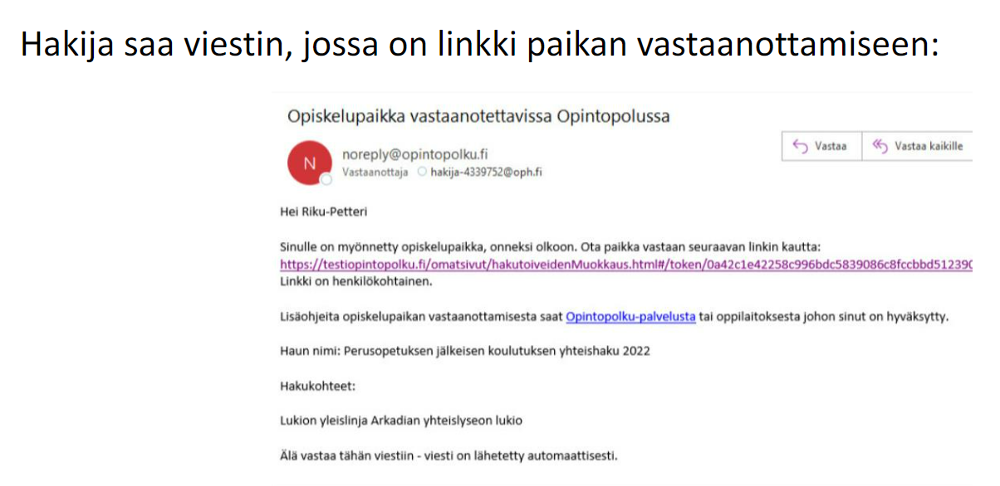 Hakija saa viestin, jossa on linkki paikan vastaanottamiseen:
Opiskelupaikka vastaanotettavissa Opintopolussa
N
noreply@opintopolku.fi
Vastaanottaja hakija-4339752@oph.fi
Vastaa
Vastaa kaikille
Hei Riku-Petteri
Sinulle on myönnetty opiskelupaikka, onneksi olkoon. Ota paikka vastaan seuraavan linkin kautta:
https://testiopintopolku.fi/omatsivut/hakutoiveidenMuokkaus.html#/token/0a42c1e42258c996bdc5839086c8fccbbd512390
Linkki on henkilökohtainen.
Lisäohjeita opiskelupaikan vastaanottamisesta saat Opintopolku-palvelusta tai oppilaitoksesta johon sinut on hyväksytty.
Haun nimi: Perusopetuksen jälkeisen koulutuksen yhteishaku 2022
Hakukohteet:
Lukion yleislinja Arkadian yhteislyseon lukio
Älä vastaa tähän viestiin - viesti on lähetetty automaattisesti.